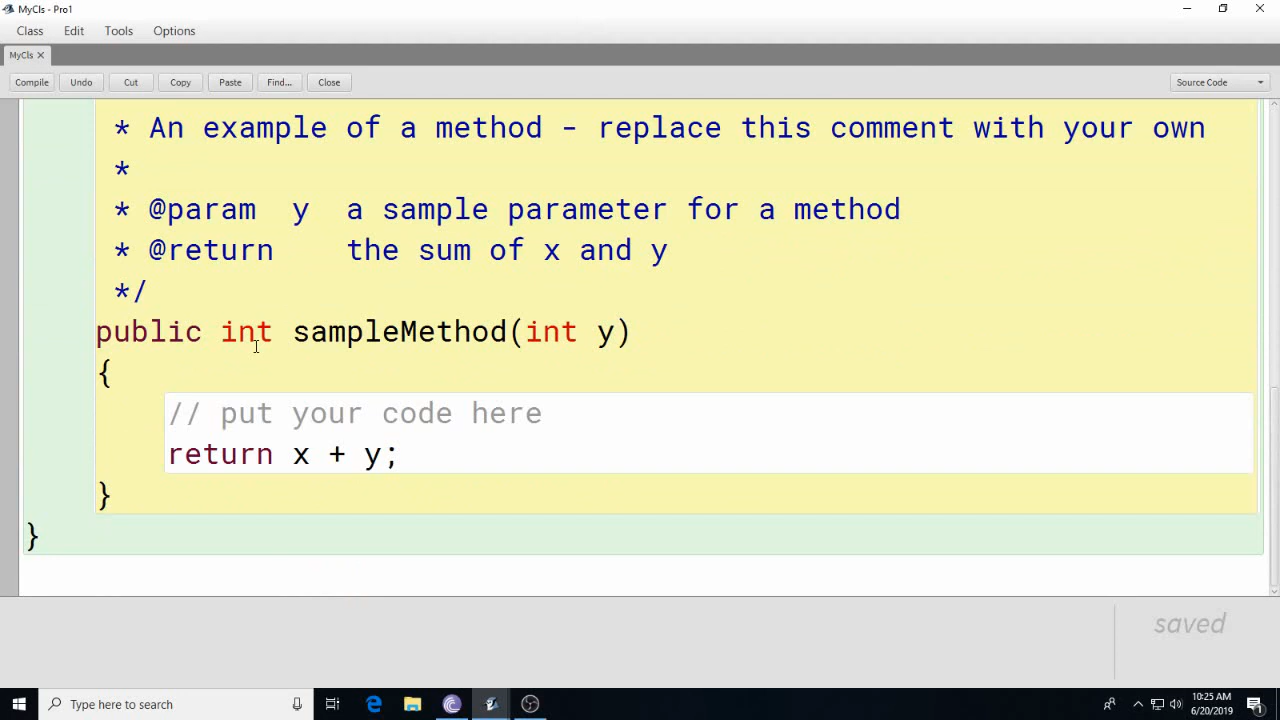 MyCls - Pro1
Class Edit Tools Options
MyCls ✕
Compile Undo Cut Copy Paste Find... Close Source Code
* An example of a method - replace this comment with your own
*
* @param y a sample parameter for a method
* @return the sum of x and y
*/
public int sampleMethod(int y)
{
// put your code here
return x + y;
}
}
saved
Type here to search
10:25 AM
6/20/2019
1